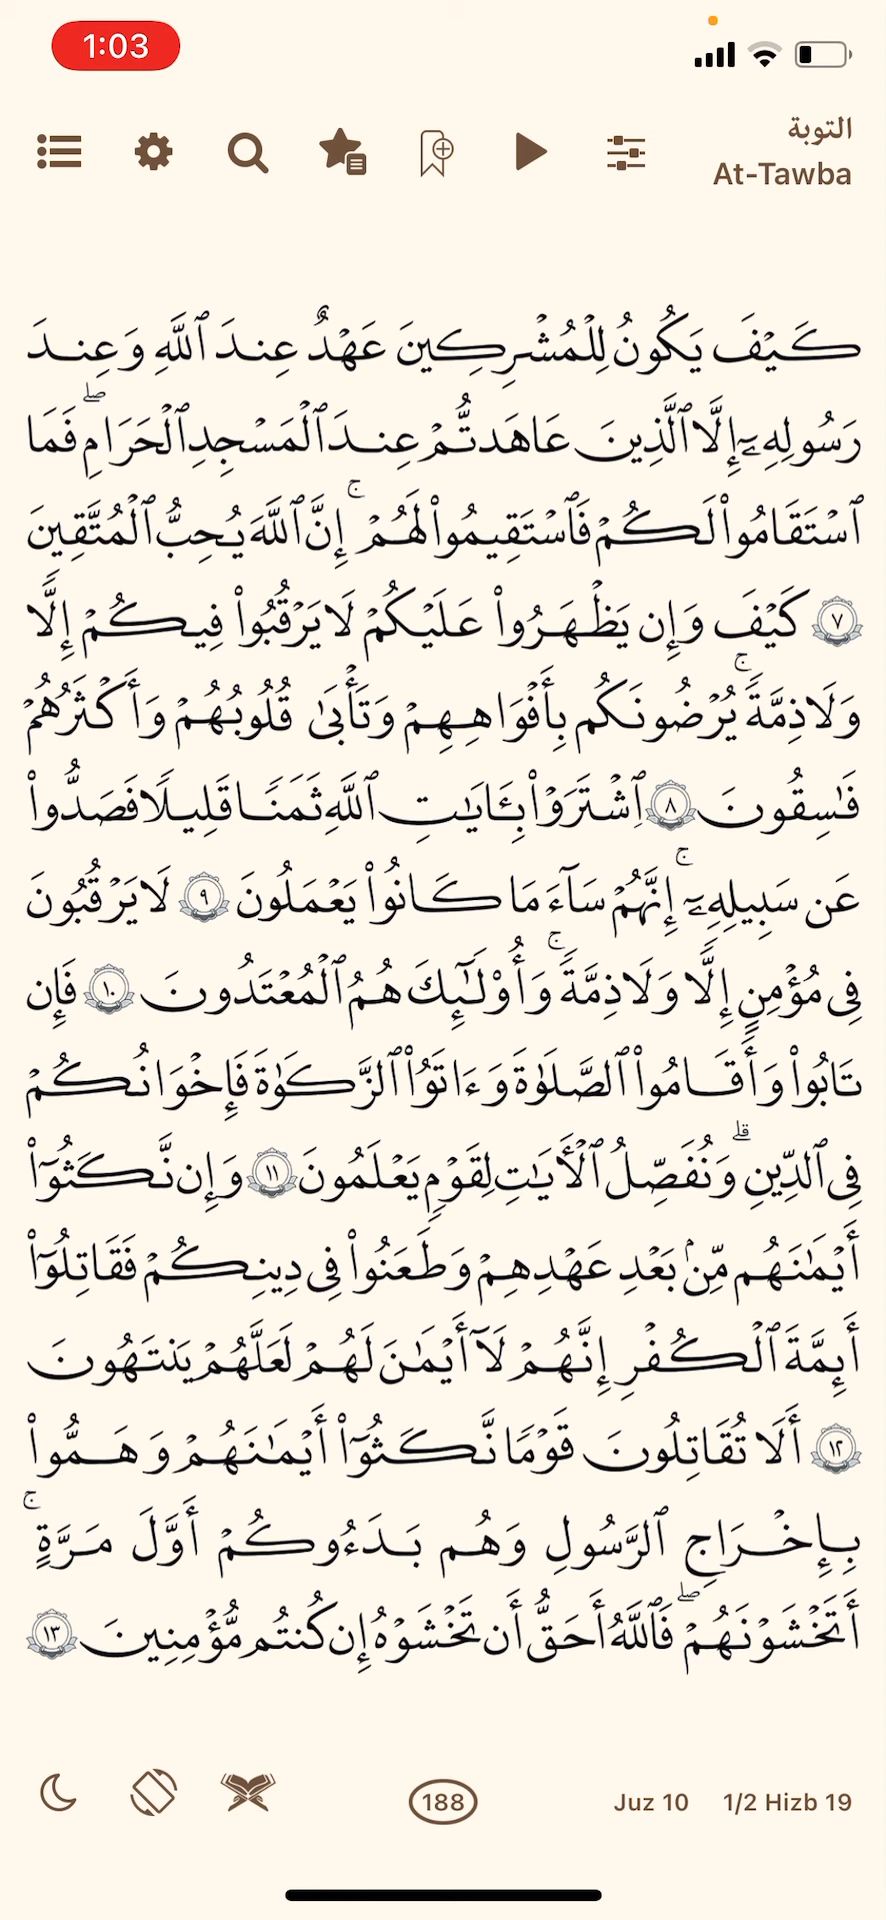 1:03
التوبة
At-Tawba
كَيْفَ يَكُونُ لِلْمُشْرِكِينَ عَهْدٌ عِندَ ٱللَّهِ وَعِندَ
رَسُولِهِۦٓ إِلَّا ٱلَّذِينَ عَاهَدتُّمْ عِندَ ٱلْمَسْجِدِ ٱلْحَرَامِۖ فَمَا
ٱسْتَقَامُوا۟ لَكُمْ فَٱسْتَقِيمُوا۟ لَهُمْۚ إِنَّ ٱللَّهَ يُحِبُّ ٱلْمُتَّقِينَ
٧ كَيْفَ وَإِن يَظْهَرُوا۟ عَلَيْكُمْ لَا يَرْقُبُوا۟ فِيكُمْ إِلًّا
وَلَا ذِمَّةًۚ يُرْضُونَكُم بِأَفْوَٰهِهِمْ وَتَأْبَىٰ قُلُوبُهُمْ وَأَكْثَرُهُمْ
فَـٰسِقُونَ ٨ ٱشْتَرَوْا۟ بِـَٔايَـٰتِ ٱللَّهِ ثَمَنًا قَلِيلًا فَصَدُّوا۟
عَن سَبِيلِهِۦٓۚ إِنَّهُمْ سَآءَ مَا كَانُوا۟ يَعْمَلُونَ ٩ لَا يَرْقُبُونَ
فِى مُؤْمِنٍ إِلًّا وَلَا ذِمَّةًۚ وَأُو۟لَـٰٓئِكَ هُمُ ٱلْمُعْتَدُونَ ١٠ فَإِن
تَابُوا۟ وَأَقَامُوا۟ ٱلصَّلَوٰةَ وَءَاتَوُا۟ ٱلزَّكَوٰةَ فَإِخْوَٰنُكُمْ
فِى ٱلدِّينِۗ وَنُفَصِّلُ ٱلْـَٔايَـٰتِ لِقَوْمٍ يَعْلَمُونَ ١١ وَإِن نَّكَثُوٓا۟
أَيْمَـٰنَهُم مِّنۢ بَعْدِ عَهْدِهِمْ وَطَعَنُوا۟ فِى دِينِكُمْ فَقَـٰتِلُوٓا۟
أَئِمَّةَ ٱلْكُفْرِ إِنَّهُمْ لَآ أَيْمَـٰنَ لَهُمْ لَعَلَّهُمْ يَنتَهُونَ
١٢ أَلَا تُقَـٰتِلُونَ قَوْمًا نَّكَثُوٓا۟ أَيْمَـٰنَهُمْ وَهَمُّوا۟
بِإِخْرَاجِ ٱلرَّسُولِ وَهُم بَدَءُوكُمْ أَوَّلَ مَرَّةٍۚ
أَتَخْشَوْنَهُمْۖ فَٱللَّهُ أَحَقُّ أَن تَخْشَوْهُ إِن كُنتُم مُّؤْمِنِينَ ١٣
188
Juz 10 1/2 Hizb 19